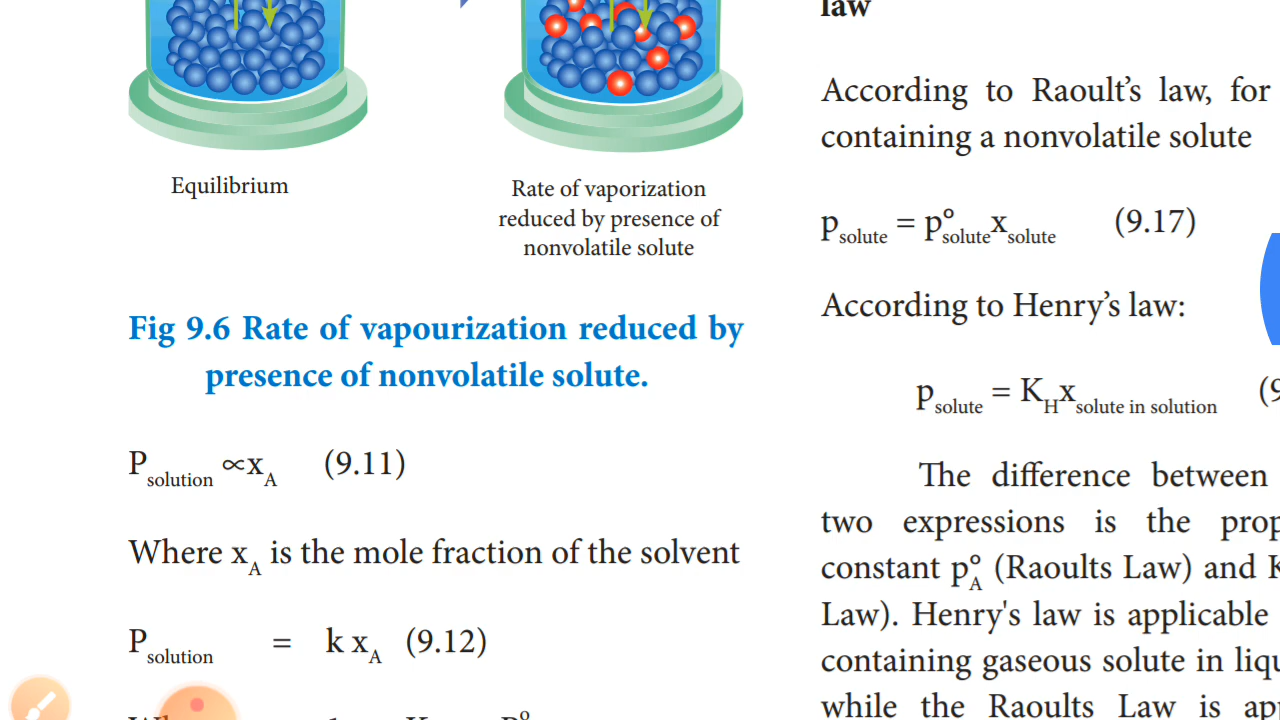 Equilibrium
Rate of vaporization
reduced by presence of
nonvolatile solute
Fig 9.6 Rate of vapourization reduced by
presence of nonvolatile solute.
P_solution ∝x_A (9.11)
Where x_A is the mole fraction of the solvent
P_solution = k x_A (9.12)
law
According to Raoult’s law, for
containing a nonvolatile solute
p_solute = p°_solute x_solute (9.17)
According to Henry’s law:
p_solute = K_H x_solute in solution (9
The difference between
two expressions is the
constant p°_A (Raoults Law) and K
Law). Henry's law is applicable
containing gaseous solute in
while the Raoults Law is